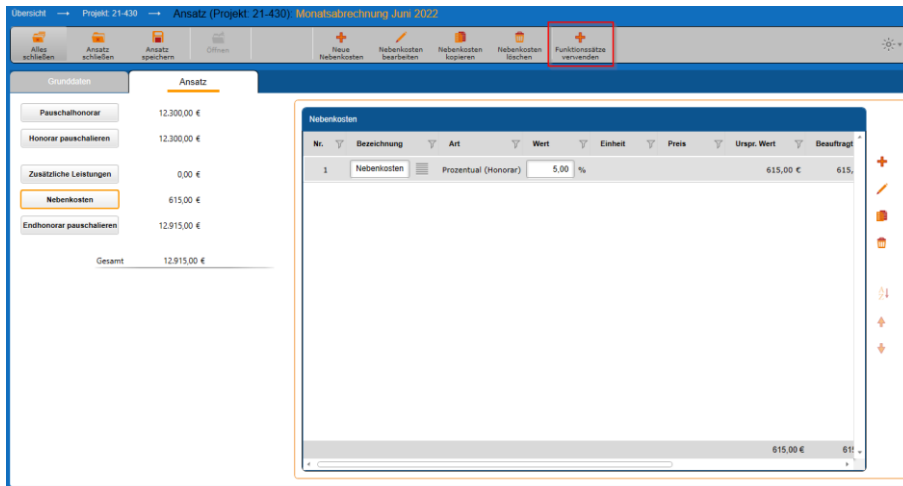 Übersicht → Projekt: 21-430 → Ansatz (Projekt: 21-430): Monatsabrechnung Juni 2022
Alles schließen
Ansatz schließen
Ansatz speichern
Öffnen
Neue Nebenkosten
Nebenkosten bearbeiten
Nebenkosten kopieren
Nebenkosten löschen
Funktionssätze verwenden
Grunddaten Ansatz
Pauschalhonorar 12.300,00 €
Honorar pauschalieren 12.300,00 €
Zusätzliche Leistungen 0,00 €
Nebenkosten 615,00 €
Endhonorar pauschalieren 12.915,00 €
Gesamt 12.915,00 €
Nebenkosten
Nr. Bezeichnung Art Wert Einheit Preis Urspr. Wert Beauftragt
1 Nebenkosten Prozentual (Honorar) 5,00 % 615,00 € 615,
615,00 € 615